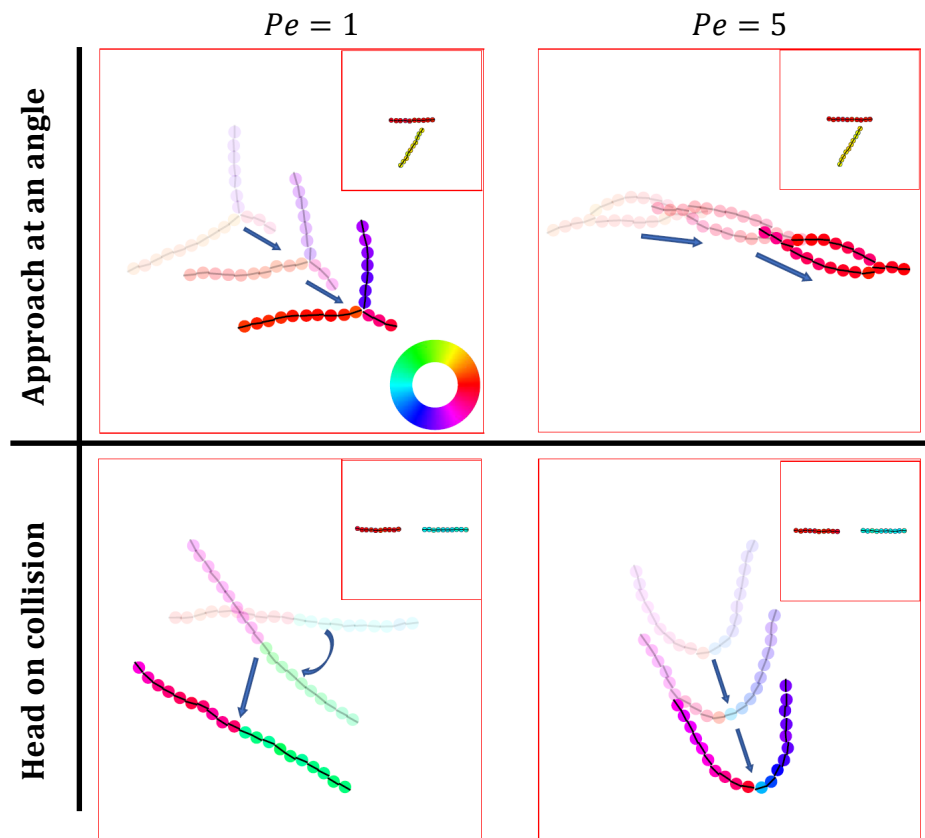 Pe = 1
Pe = 5
Approach at an angle
Head on collision